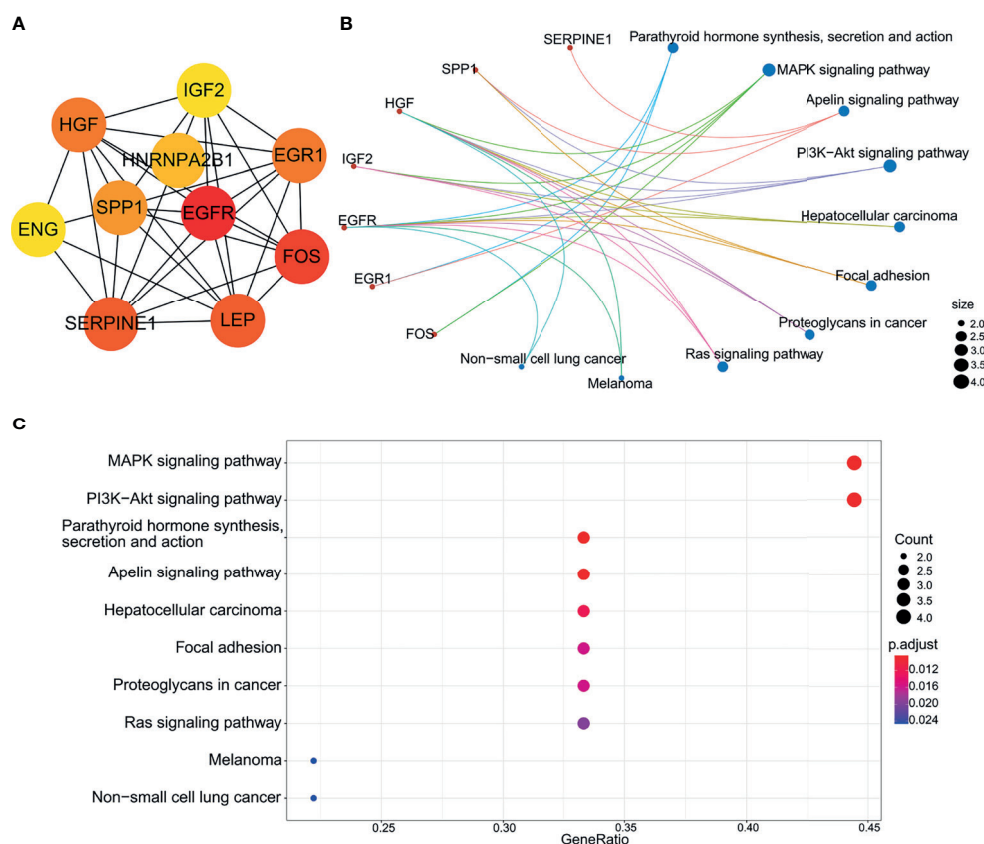 A
IGF2
HGF
HNRNPA2B1
EGR1
SPP1
EGFR
ENG
FOS
SERPINE1
LEP
B
SERPINE1
Parathyroid hormone synthesis, secretion and action
SPP1
MAPK signaling pathway
HGF
Apelin signaling pathway
IGF2
PI3K−Akt signaling pathway
EGFR
Hepatocellular carcinoma
EGR1
Focal adhesion
FOS
Proteoglycans in cancer
Non−small cell lung cancer
Ras signaling pathway
Melanoma
size
2.0
2.5
3.0
3.5
4.0
C
MAPK signaling pathway
PI3K−Akt signaling pathway
Parathyroid hormone synthesis,
secretion and action
Apelin signaling pathway
Hepatocellular carcinoma
Focal adhesion
Proteoglycans in cancer
Ras signaling pathway
Melanoma
Non−small cell lung cancer
0.25
0.30
0.35
0.40
0.45
GeneRatio
Count
2.0
2.5
3.0
3.5
4.0
p.adjust
0.012
0.016
0.020
0.024